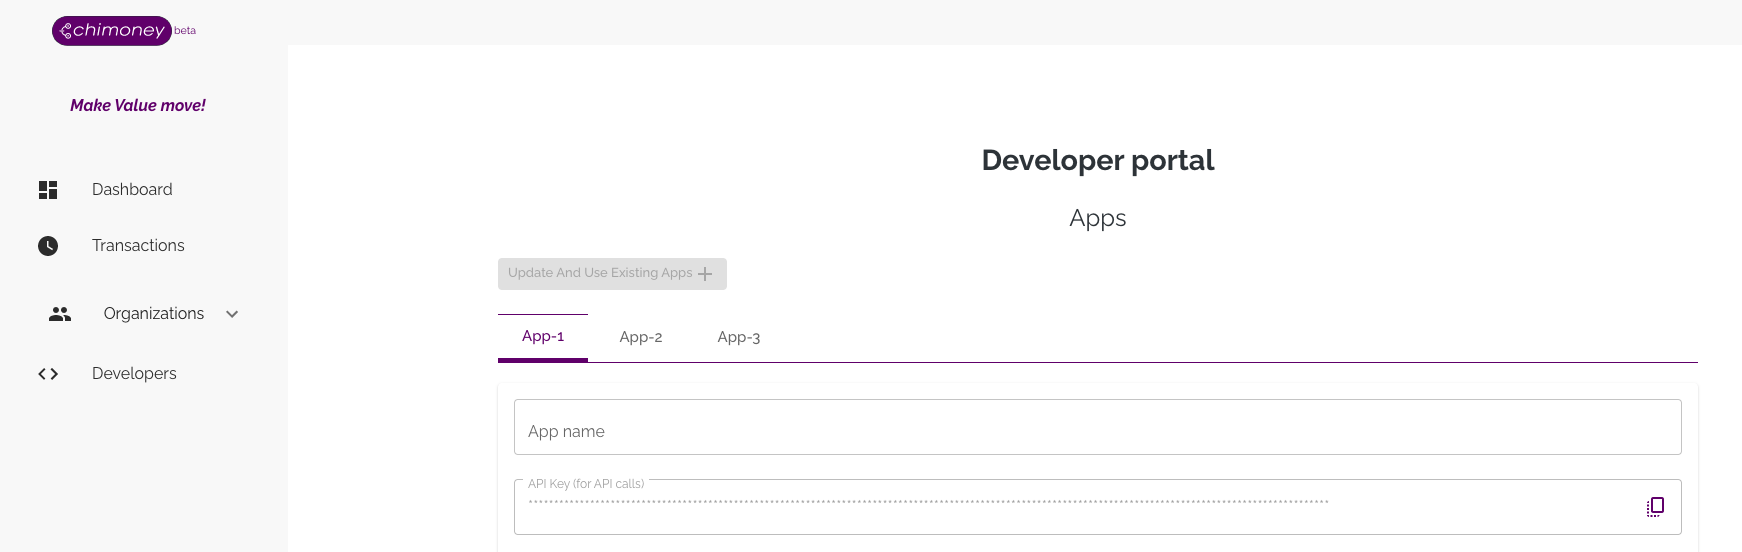 chimoney beta
Make Value move!
Dashboard
Transactions
Organizations
Developers
Developer portal
Apps
Update And Use Existing Apps
App-1 App-2 App-3
App name
API Key (for API calls)